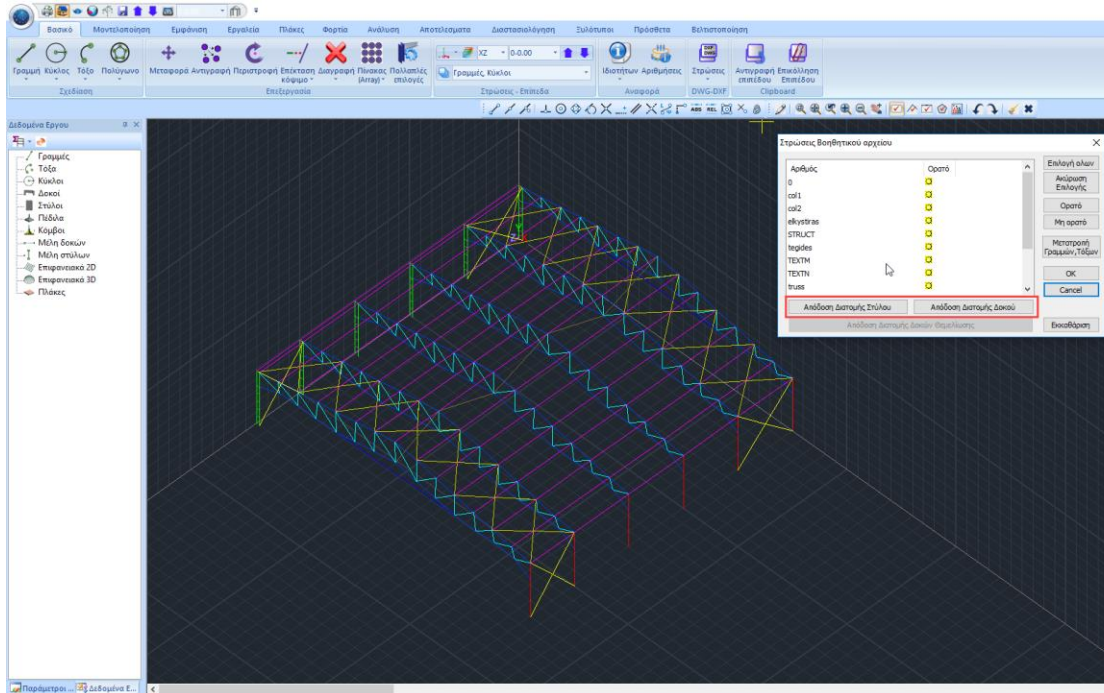 Βασικό Μοντελοποίηση Εμφάνιση Εργαλεία Πλάκες Φορτία Ανάλυση Αποτελεσματα Διαστασιολόγηση Ξυλότυποι Πρόσθετα Βελτιστοποίηση
XZ 0-0.00
Γραμμή Κύκλος Τόξο Πολύγωνο Μεταφορά Αντιγραφή Περιστροφή Επέκταση Διαγραφή Πίνακας Πολλαπλές Γραμμές, Κύκλοι Ιδιοτήτων Αριθμήσεις Στρώσεις Αντιγραφή Επικόλληση
κόψιμο (Array) επιλογές επιπέδου Επιπέδου
Σχεδίαση Επεξεργασία Στρώσεις - Επίπεδα Αναφορά DWG-DXF Clipboard
Δεδομένα Εργου
Γραμμές
Τόξα
Κύκλοι
Δοκοί
Στύλοι
Πέδιλα
Κόμβοι
Μέλη δοκών
Μέλη στύλων
Επιφανειακά 2D
Επιφανειακά 3D
Πλάκες
Στρώσεις Βοηθητικού αρχείου
Αριθμός Ορατό
0
col1
col2
elkystiras
STRUCT
tegides
TEXTM
TEXTN
truss
Επιλογή ολων
Ακύρωση
Επιλογής
Ορατό
Μη ορατό
Μετατροπή
Γραμμών,Τόξων
OK
Cancel
Απόδοση Διατομής Στύλου Απόδοση Διατομής Δοκού
Απόδοση Διατομής Δοκών Θεμελίωσης Εκκαθάριση
Παράμετροι ... Δεδομένα Ε...